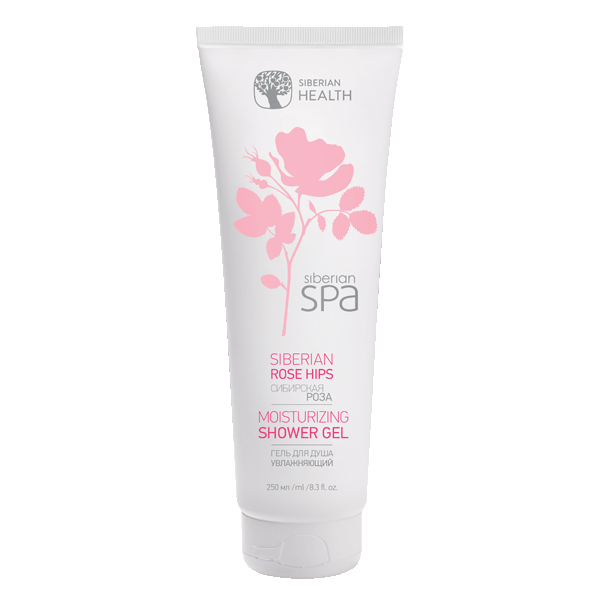 SIBERIAN
HEALTH
siberian
spa
SIBERIAN
ROSE HIPS
СИБИРСКАЯ
РОЗА
MOISTURIZING
SHOWER GEL
ГЕЛЬ ДЛЯ ДУША
УВЛАЖНЯЮЩИЙ
250 мл /ml /8.3 fl. oz.